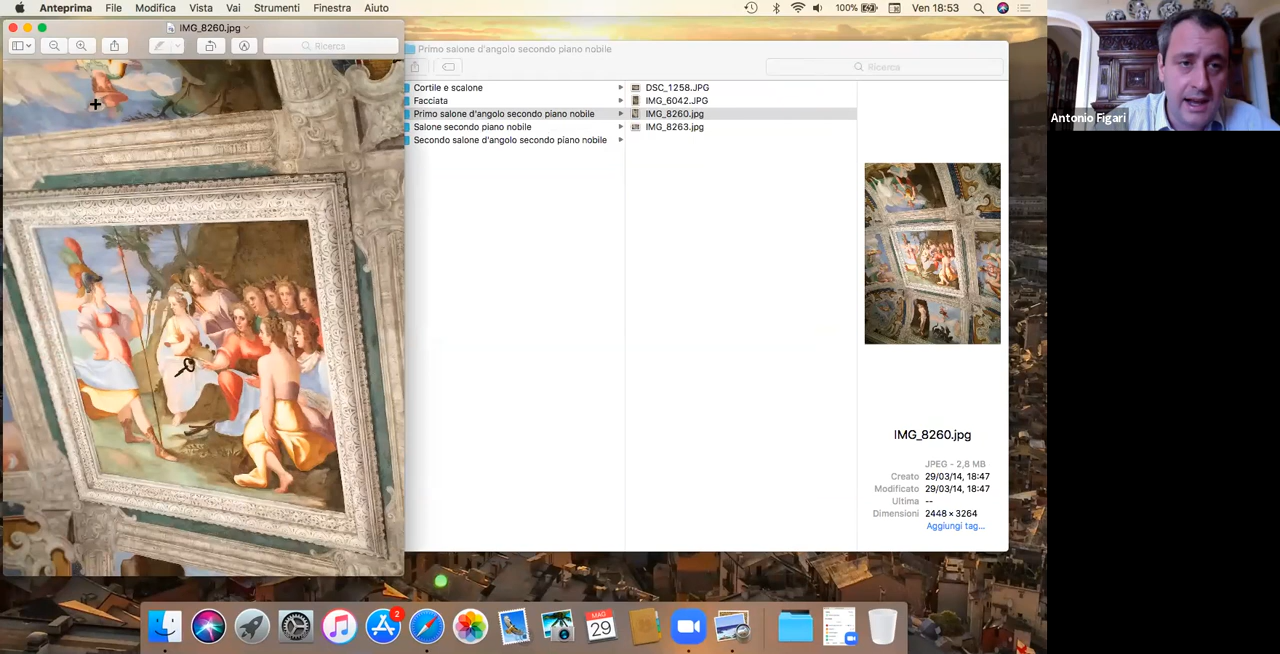 Anteprima File Modifica Vista Vai Strumenti Finestra Aiuto 100% Ven 18:53
IMG_8260.jpg
Ricerca
Primo salone d'angolo secondo piano nobile
Ricerca
Cortile e scalone
Facciata
Primo salone d'angolo secondo piano nobile
Salone secondo piano nobile
Secondo salone d'angolo secondo piano nobile
DSC_1258.JPG
IMG_6042.JPG
IMG_8260.jpg
IMG_8263.jpg
IMG_8260.jpg
JPEG - 2,8 MB
Creato 29/03/14, 18:47
Modificato 29/03/14, 18:47
Ultima --
Dimensioni 2448 × 3264
Aggiungi tag...
Antonio Figari
2
MAG
29